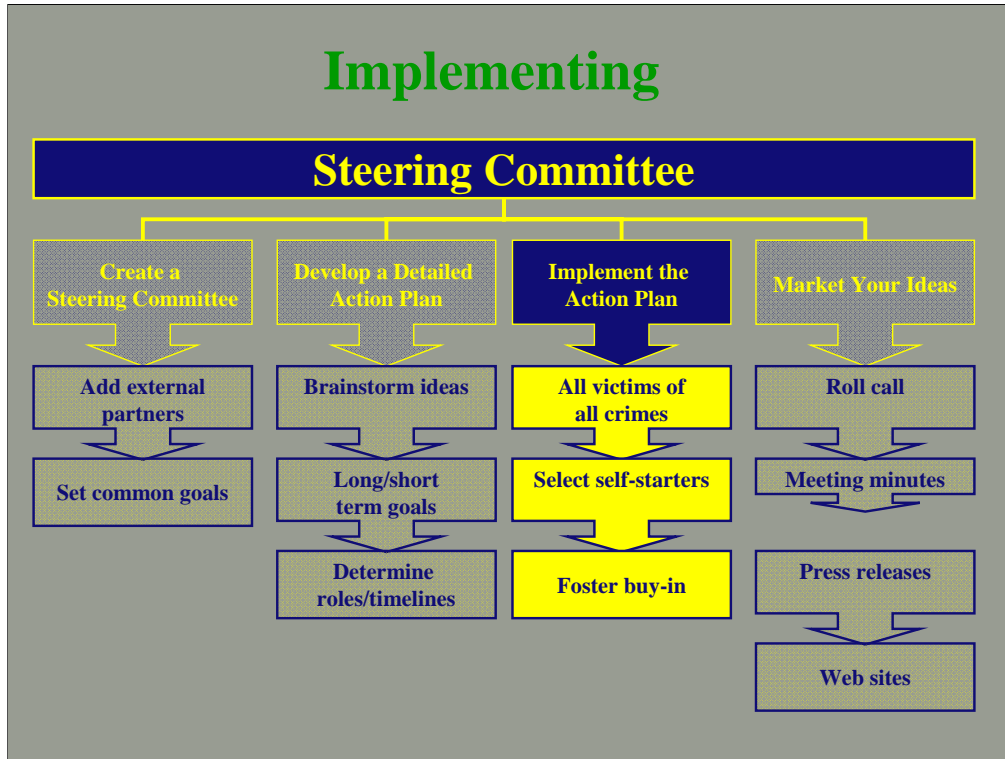 Implementing
Steering Committee
Create a
Steering Committee
Add external
partners
Set common goals
Develop a Detailed
Action Plan
Brainstorm ideas
Long/short
term goals
Determine
roles/timelines
Implement the
Action Plan
All victims of
all crimes
Select self-starters
Foster buy-in
Market Your Ideas
Roll call
Meeting minutes
Press releases
Web sites